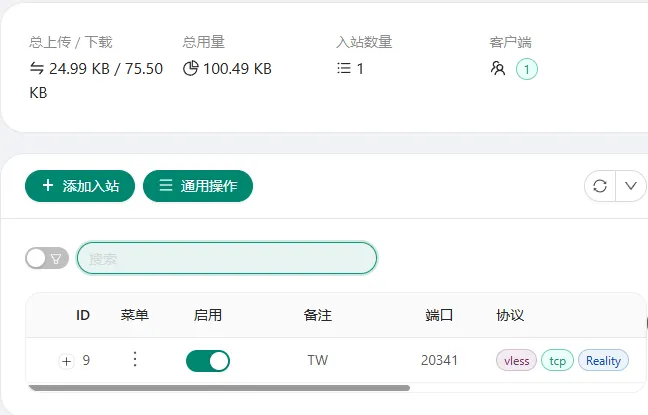 总上传 / 下载
24.99 KB / 75.50
KB
总用量
100.49 KB
入站数量
1
客户端
1
添加入站
通用操作
搜索
ID 菜单 启用 备注 端口 协议
9 TW 20341 vless tcp Reality